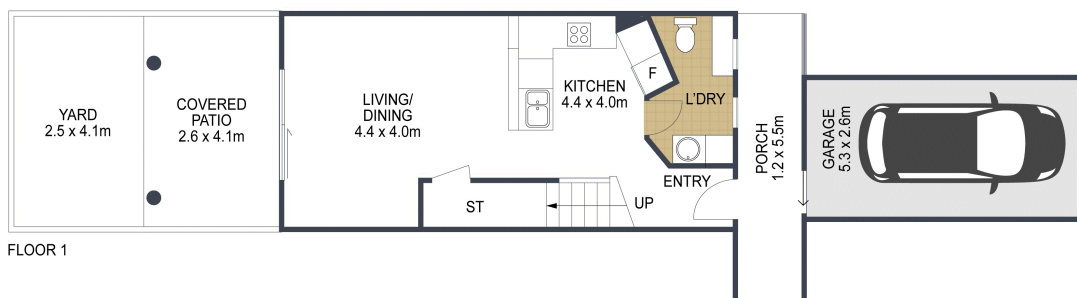 YARD
2.5 x 4.1m
COVERED
PATIO
2.6 x 4.1m
LIVING/
DINING
4.4 x 4.0m
KITCHEN
4.4 x 4.0m
F
L'DRY
ENTRY
ST
UP
PORCH
1.2 x 5.5m
GARAGE
5.3 x 2.6m
FLOOR 1